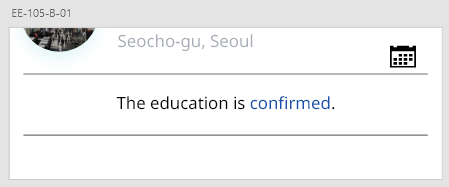 EE-105-B-01
Seocho-gu, Seoul
The education is confirmed.